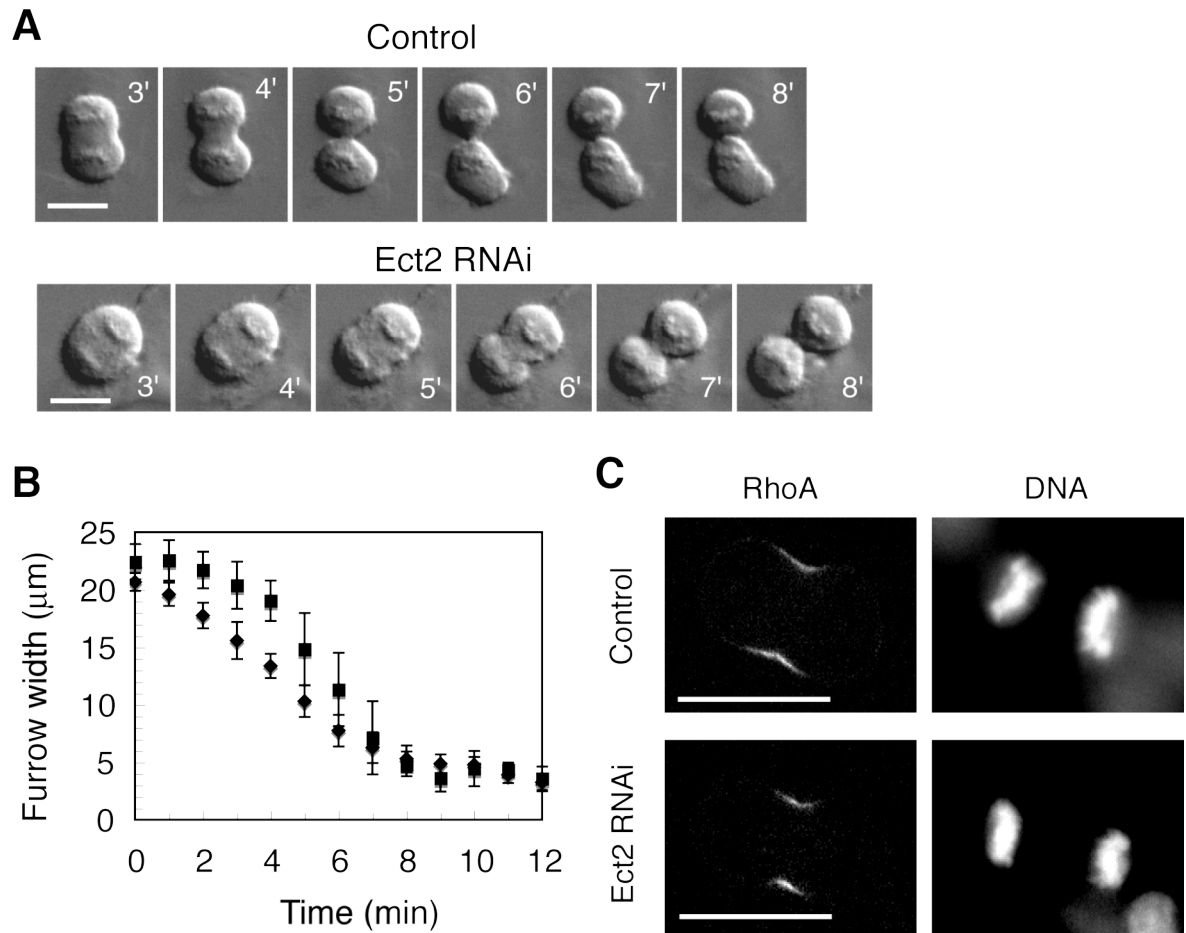 A
Control
3' 4' 5' 6' 7' 8'
Ect2 RNAi
3' 4' 5' 6' 7' 8'
B
Furrow width (μm)
25
20
15
10
5
0
0 2 4 6 8 10 12
Time (min)
C
RhoA DNA
Control
Ect2 RNAi